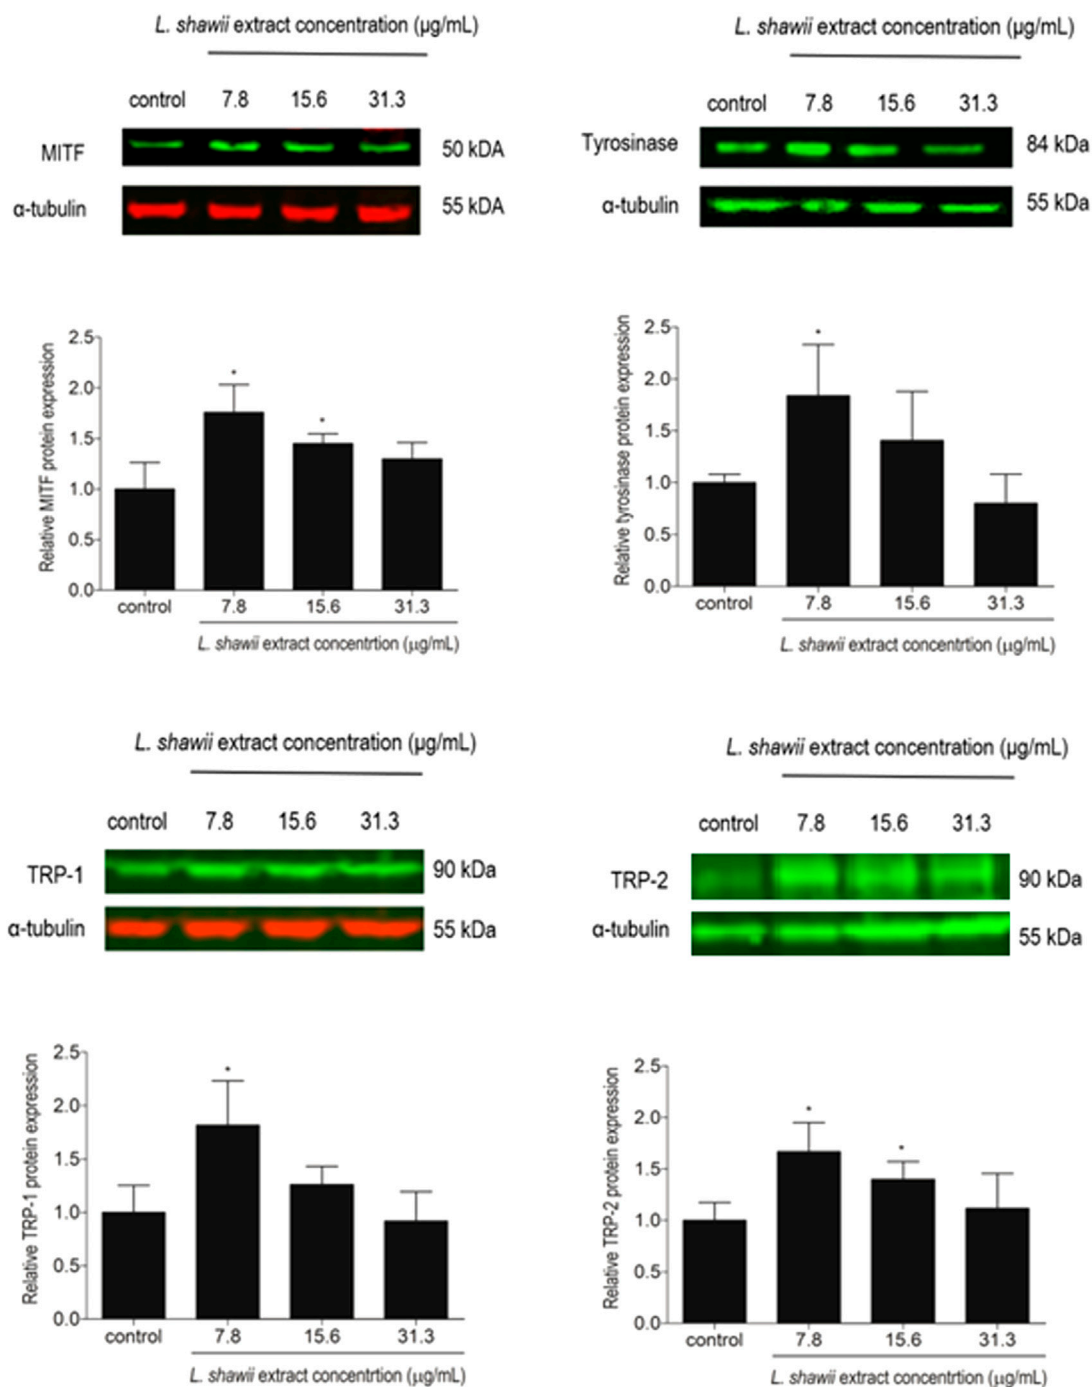 L. shawii extract concentration (µg/mL)
control 7.8 15.6 31.3
MITF 50 kDA
α-tubulin 55 kDA
Relative MITF protein expression
2.5
2.0
1.5
1.0
0.5
0.0
*
*
control 7.8 15.6 31.3
L. shawii extract concentrtion (µg/mL)
L. shawii extract concentration (µg/mL)
control 7.8 15.6 31.3
Tyrosinase 84 kDa
α-tubulin 55 kDa
Relative tyrosinase protein expression
2.5
2.0
1.5
1.0
0.5
0.0
*
control 7.8 15.6 31.3
L. shawii extract concentrtion (µg/mL)
L. shawii extract concentration (µg/mL)
control 7.8 15.6 31.3
TRP-1 90 kDa
α-tubulin 55 kDa
Relative TRP-1 protein expression
2.5
2.0
1.5
1.0
0.5
0.0
*
control 7.8 15.6 31.3
L. shawii extract concentrtion (µg/mL)
L. shawii extract concentration (µg/mL)
control 7.8 15.6 31.3
TRP-2 90 kDa
α-tubulin 55 kDa
Relative TRP-2 protein expression
2.5
2.0
1.5
1.0
0.5
0.0
*
*
control 7.8 15.6 31.3
L. shawii extract concentrtion (µg/mL)